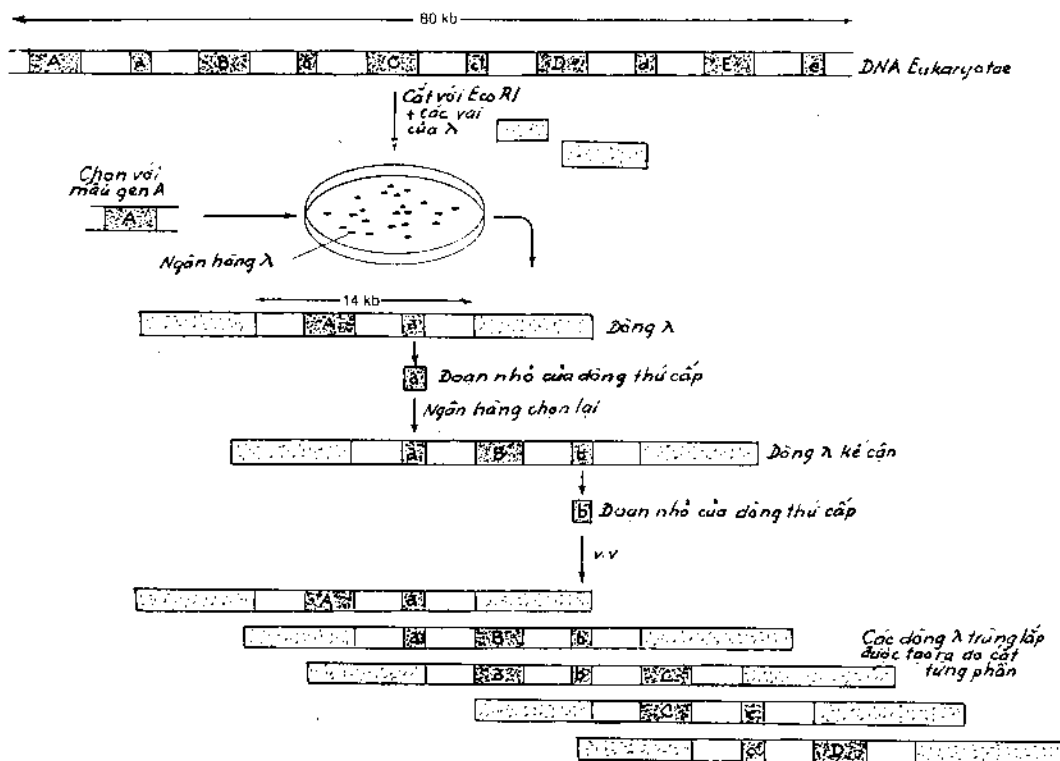 80 kb
A a B b C c D d E e
DNA Eukaryotae
Cắt với Eco RI
+ các vai
của λ
Chọn với
mẫu gen A
A
Ngân hàng λ
14 kb
A a
Dòng λ
a Đoạn nhỏ của dòng thứ cấp
Ngân hàng chọn lại
a B b
Dòng λ kế cận
b Đoạn nhỏ của dòng thứ cấp
v.v
A a
B b
Các dòng λ trùng lắp
được tạo ra do cắt
từng phần
B b C
C c
c D